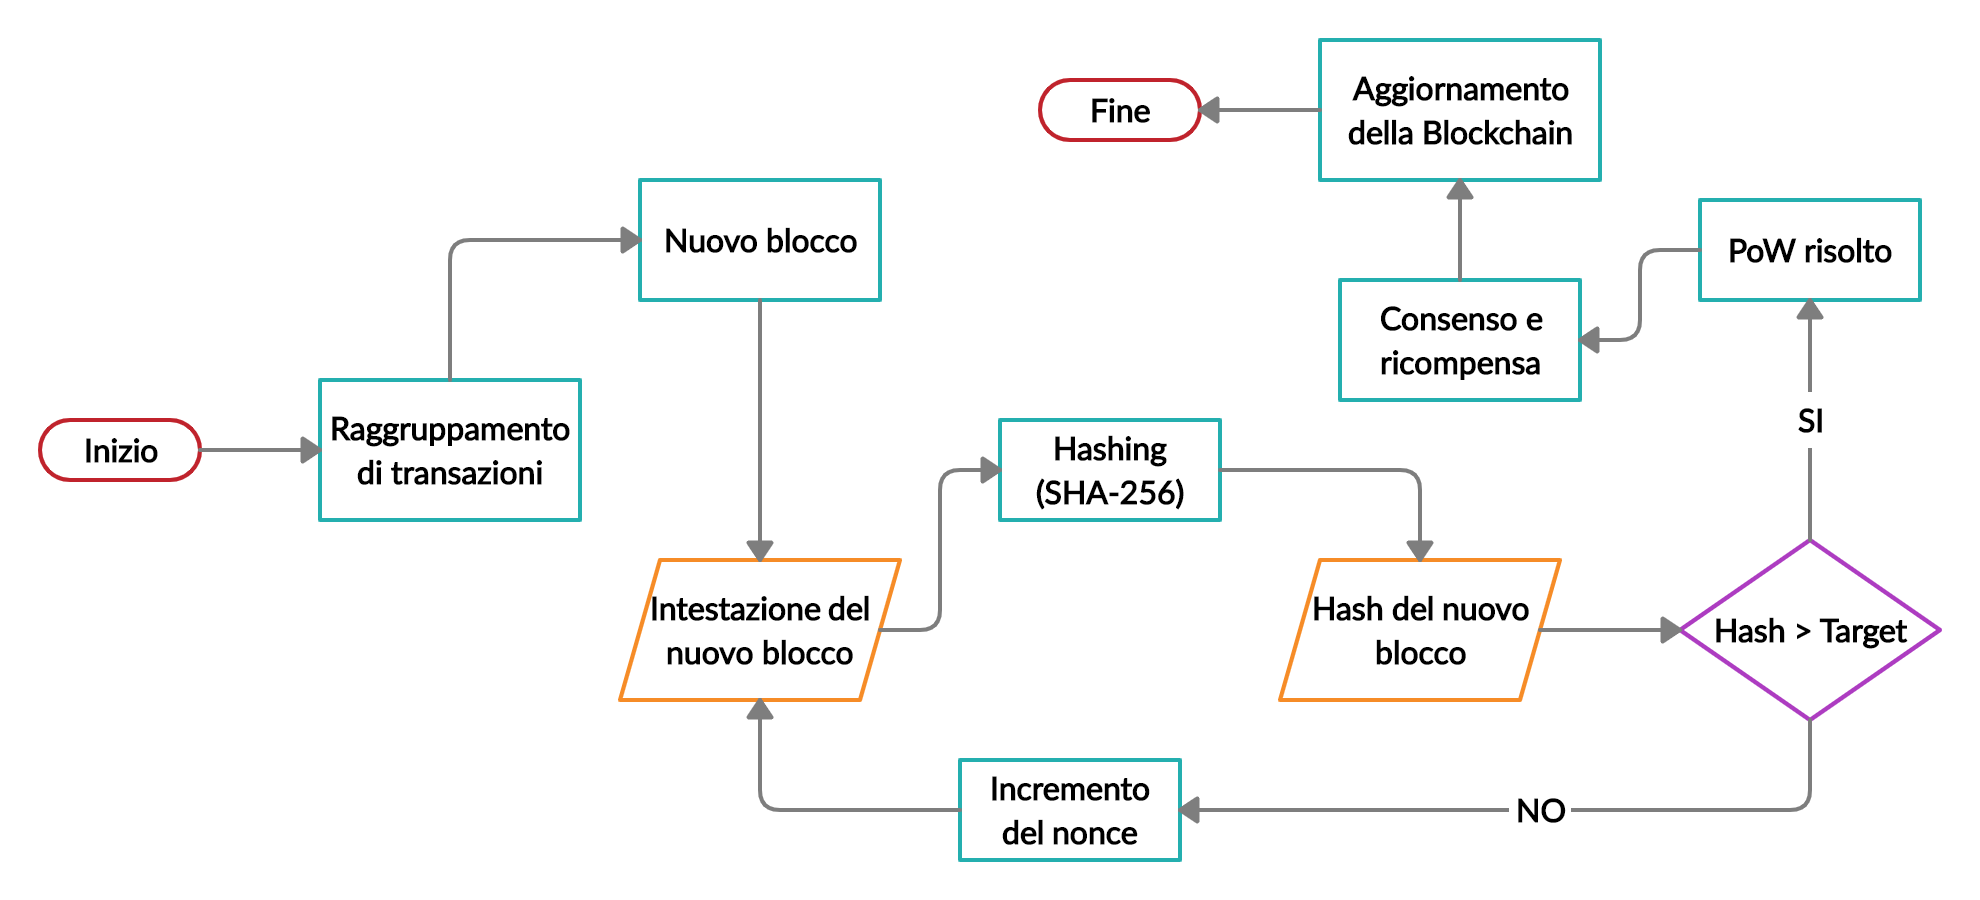 Inizio
Raggruppamento
di transazioni
Nuovo blocco
Intestazione del
nuovo blocco
Hashing
(SHA-256)
Hash del nuovo
blocco
Hash > Target
NO
Incremento
del nonce
SI
PoW risolto
Consenso e
ricompensa
Aggiornamento
della Blockchain
Fine